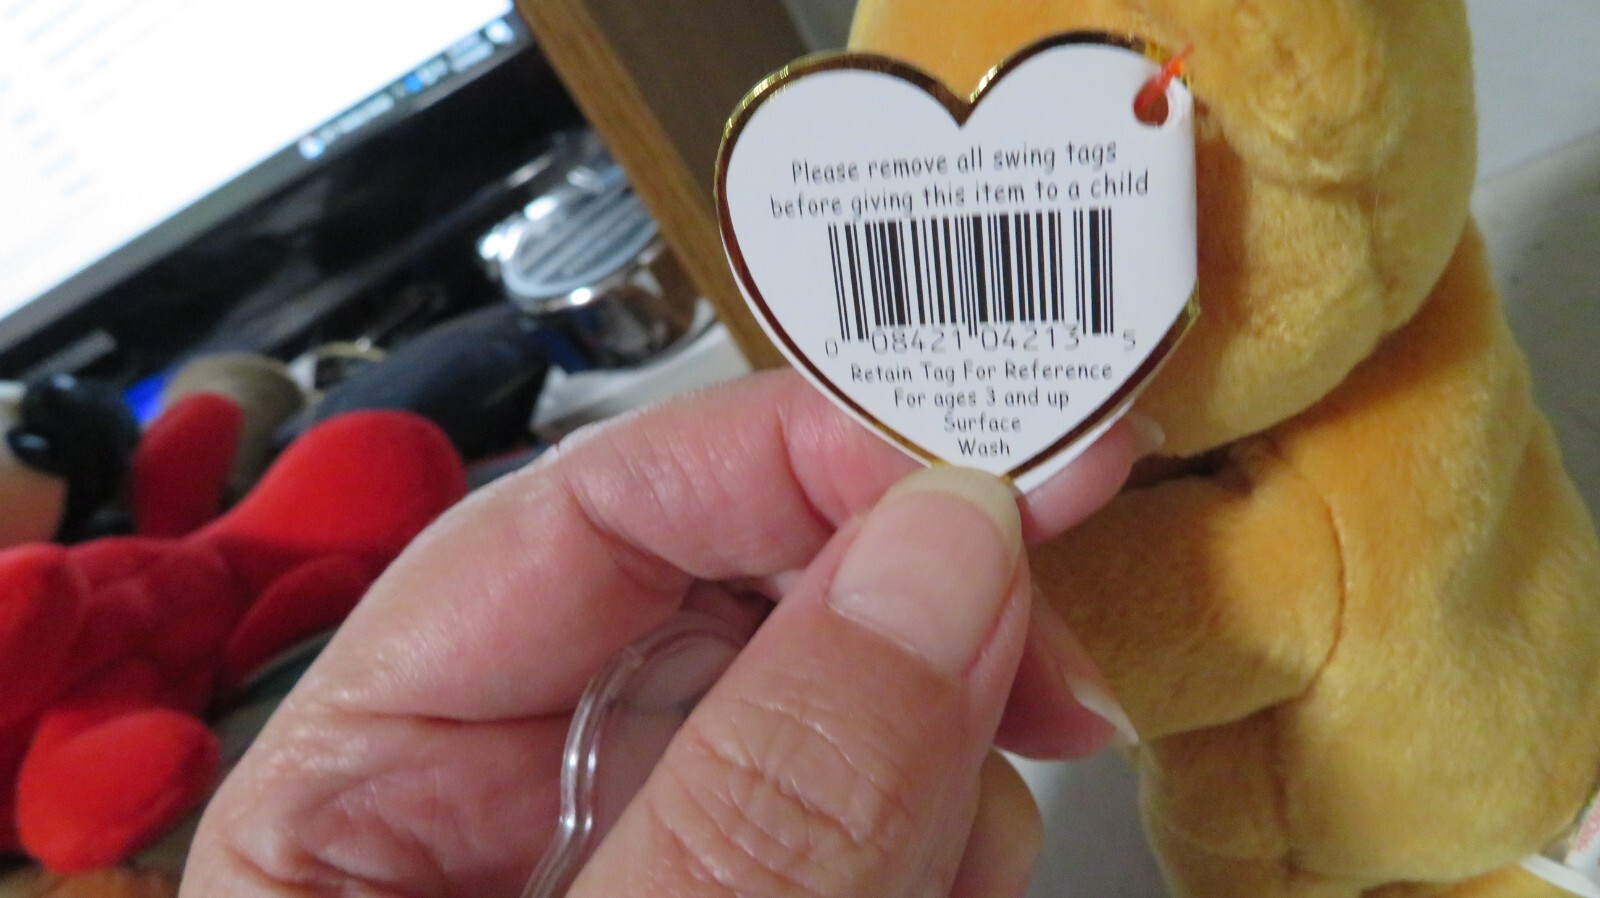 Please remove all swing tags
before giving this item to a child
0 08421 04213 5
Retain Tag For Reference
For ages 3 and up
Surface
Wash